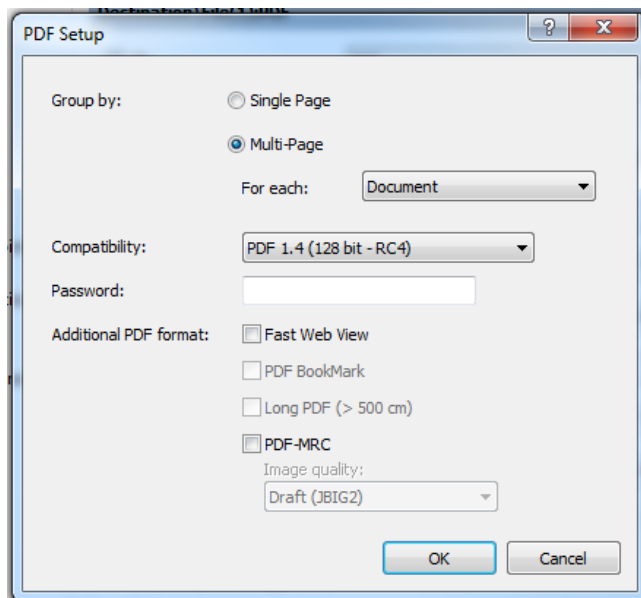 PDF Setup
Group by:
Single Page
Multi-Page
For each:
Document
Compatibility:
PDF 1.4 (128 bit - RC4)
Password:
Additional PDF format:
Fast Web View
PDF BookMark
Long PDF (> 500 cm)
PDF-MRC
Image quality:
Draft (JBIG2)
OK
Cancel